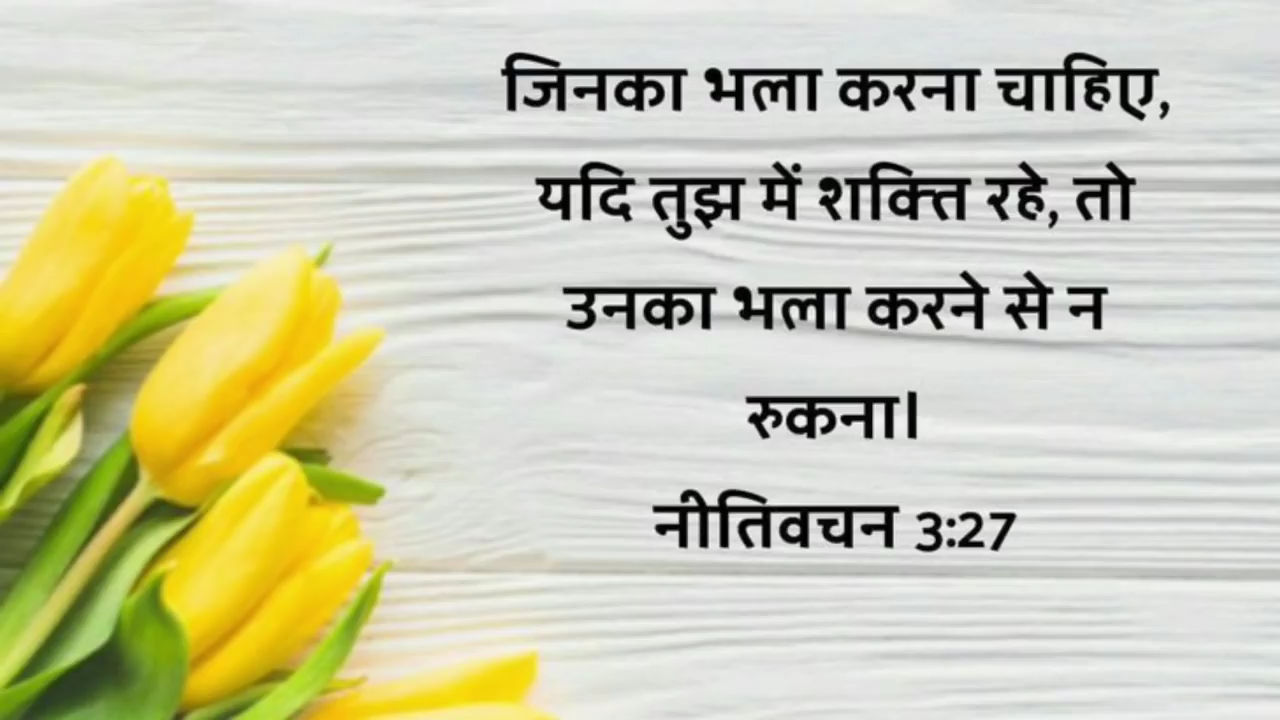 जिनका भला करना चाहिए,
यदि तुझ में शक्ति रहे, तो
उनका भला करने से न
रुकना।
नीतिवचन 3:27